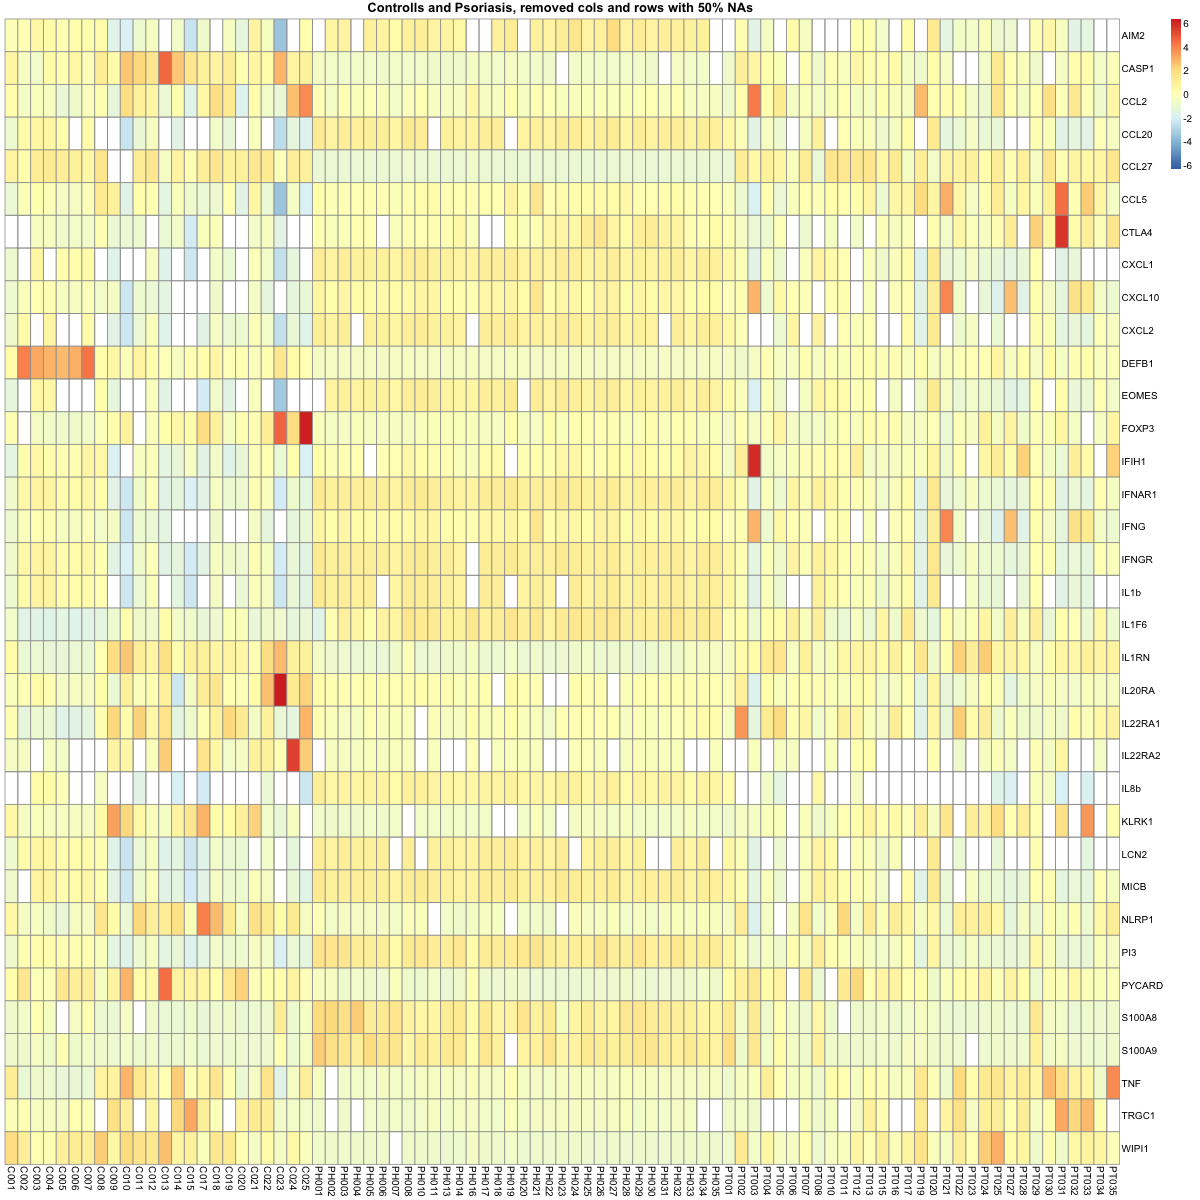 Controlls and Psoriasis, removed cols and rows with 50% NAs
6
4
2
0
-2
-4
-6
AIM2
CASP1
CCL2
CCL20
CCL27
CCL5
CTLA4
CXCL1
CXCL10
CXCL2
DEFB1
EOMES
FOXP3
IFIH1
IFNAR1
IFNG
IFNGR
IL1b
IL1F6
IL1RN
IL20RA
IL22RA1
IL22RA2
IL8b
KLRK1
LCN2
MICB
NLRP1
PI3
PYCARD
S100A8
S100A9
TNF
TRGC1
WIPI1
C001
C002
C003
C004
C005
C006
C007
C008
C009
C010
C011
C012
C013
C014
C015
C017
C018
C019
C020
C021
C022
C023
C024
C025
PH001
PH002
PH003
PH004
PH005
PH006
PH007
PH008
PH010
PH011
PH013
PH014
PH016
PH017
PH018
PH019
PH020
PH021
PH022
PH023
PH024
PH025
PH026
PH027
PH028
PH029
PH030
PH031
PH032
PH033
PH034
PH035
PT001
PT002
PT003
PT004
PT005
PT006
PT007
PT008
PT010
PT011
PT012
PT013
PT015
PT016
PT017
PT019
PT020
PT021
PT022
PT023
PT024
PT025
PT027
PT028
PT029
PT030
PT031
PT032
PT033
PT034
PT035